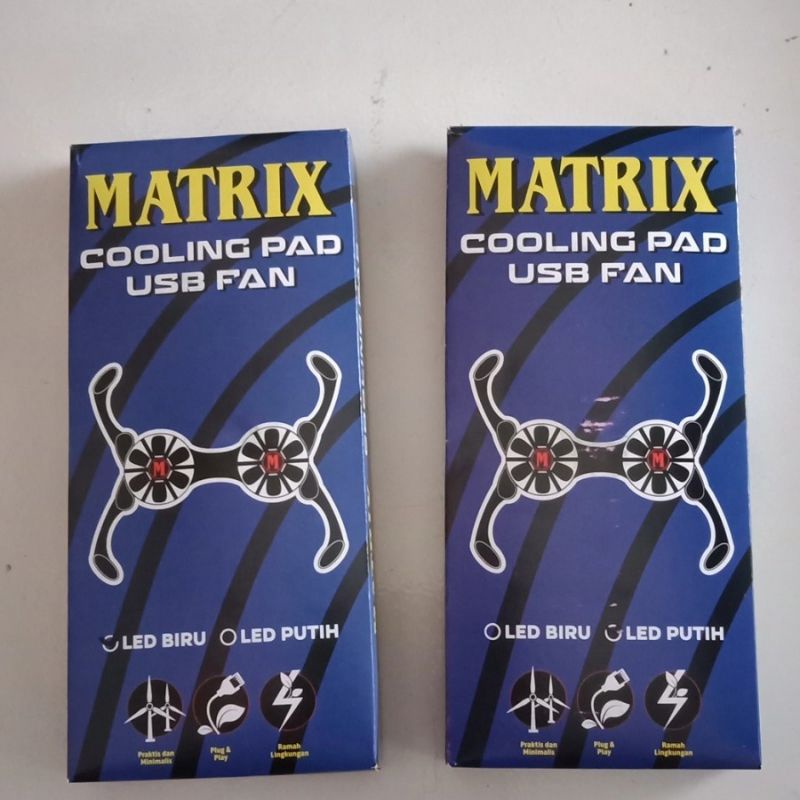 MATRIX
COOLING PAD
USB FAN
M M
LED BIRU LED PUTIH
Praktis dan
Minimalis
Plug &
Play
Ramah
Lingkungan
MATRIX
COOLING PAD
USB FAN
M M
LED BIRU LED PUTIH
Praktis dan
Minimalis
Plug &
Play
Ramah
Lingkungan